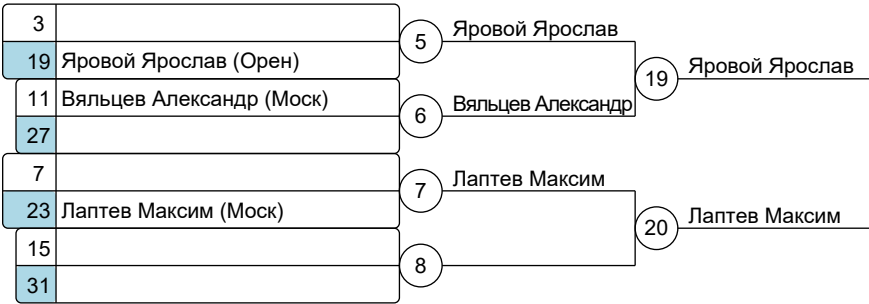 3
19 Яровой Ярослав (Орен)
5 Яровой Ярослав
19 Яровой Ярослав
11 Вяльцев Александр (Моск)
27
6 Вяльцев Александр
7
23 Лаптев Максим (Моск)
7 Лаптев Максим
20 Лаптев Максим
15
31
8